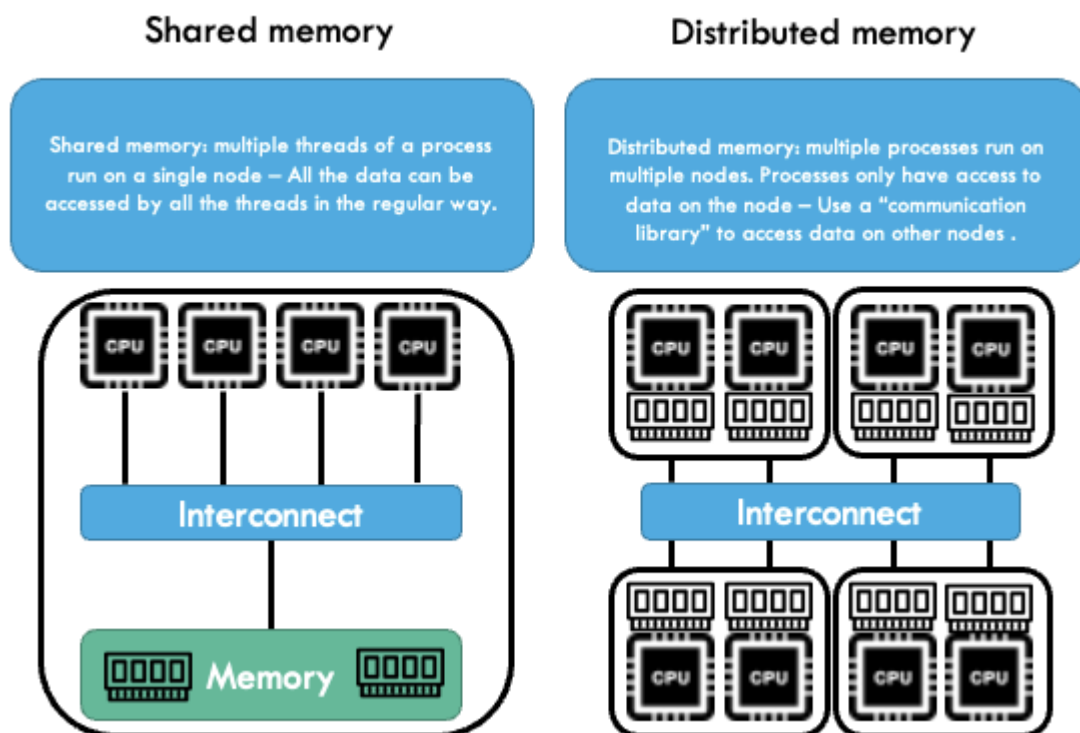 Shared memory
Distributed memory
Shared memory: multiple threads of a process
run on a single node – All the data can be
accessed by all the threads in the regular way.
Distributed memory: multiple processes run on
multiple nodes. Processes only have access to
data on the node – Use a “communication
library” to access data on other nodes .
CPU
CPU
CPU
CPU
Interconnect
Memory
CPU
CPU
CPU
CPU
Interconnect
CPU
CPU
CPU
CPU